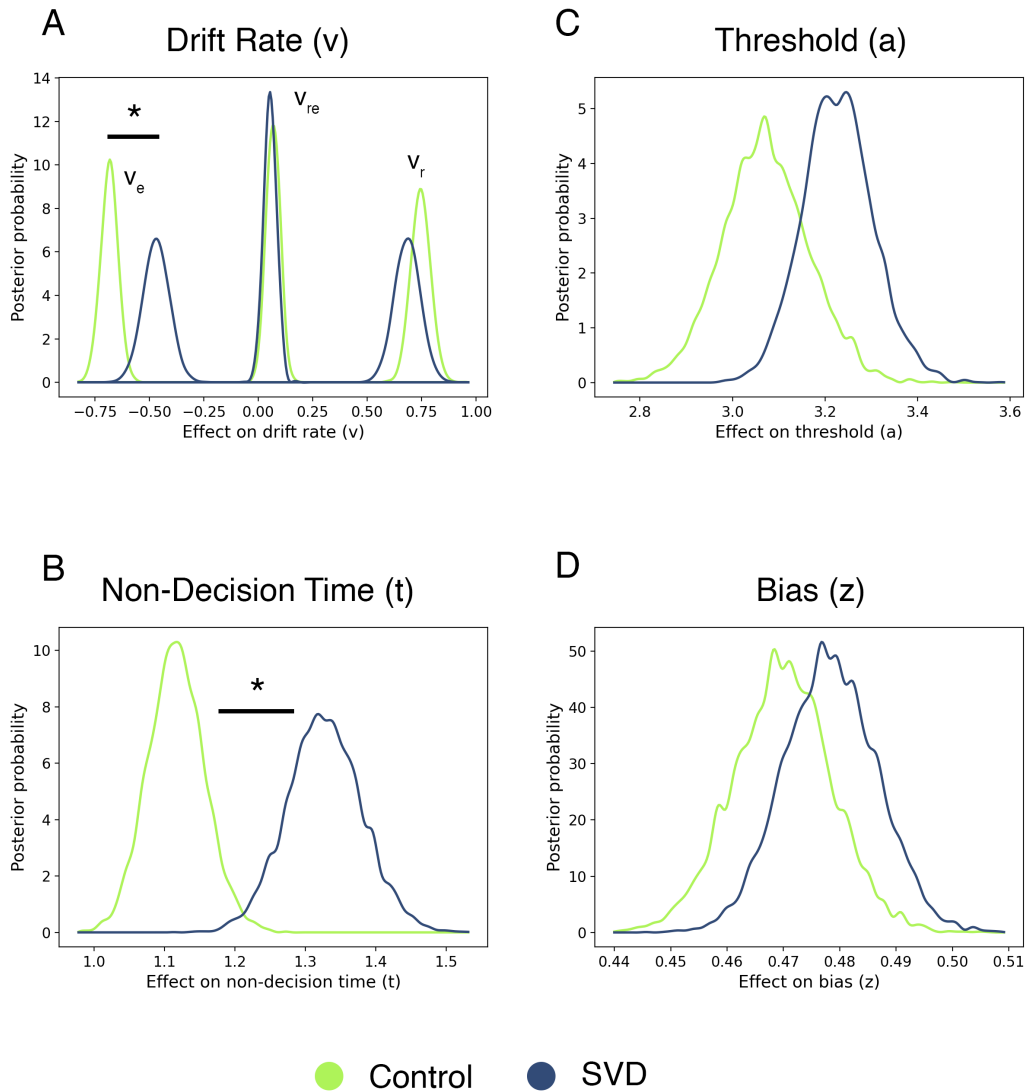 A
Drift Rate (v)
14
12
10
8
6
4
2
0
Posterior probability
*
v_e
v_re
v_r
−0.75 −0.50 −0.25 0.00 0.25 0.50 0.75 1.00
Effect on drift rate (v)
C
Threshold (a)
5
4
3
2
1
0
Posterior probability
2.8 3.0 3.2 3.4 3.6
Effect on threshold (a)
B
Non-Decision Time (t)
10
8
6
4
2
0
Posterior probability
*
1.0 1.1 1.2 1.3 1.4 1.5
Effect on non-decision time (t)
D
Bias (z)
50
40
30
20
10
0
Posterior probability
0.44 0.45 0.46 0.47 0.48 0.49 0.50 0.51
Effect on bias (z)
Control SVD